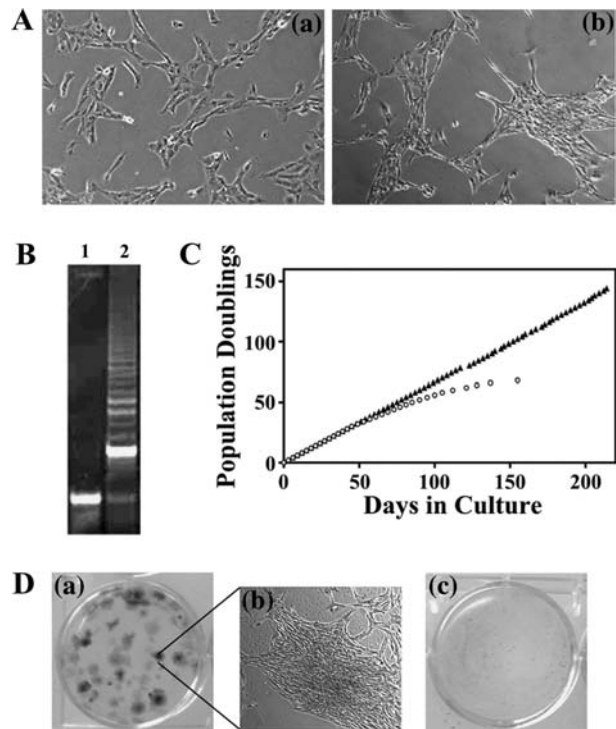 A
(a)
(b)
B
1 2
C
Population Doublings
150
100
50
0
0 50 100 150 200
Days in Culture
D
(a)
(b)
(c)